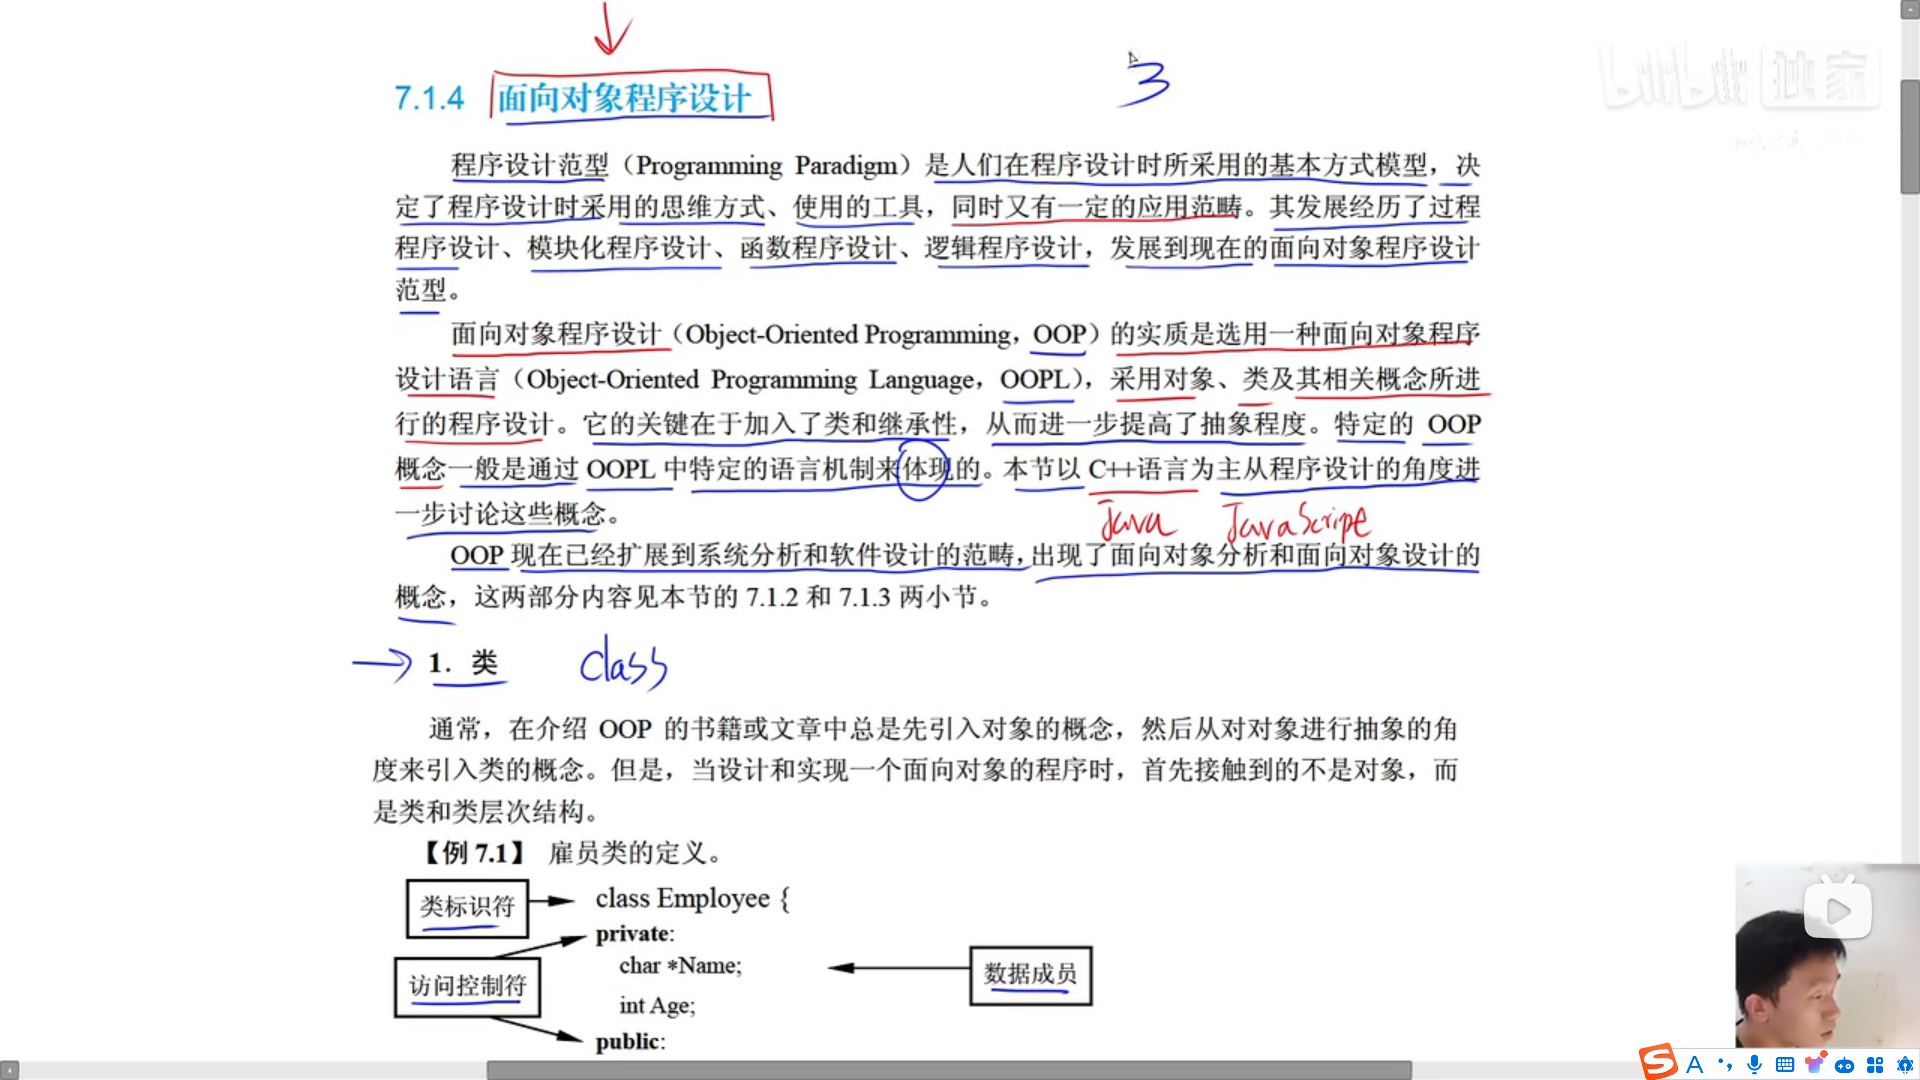 3
bilibili 独家
7.1.4 面向对象程序设计
程序设计范型（Programming Paradigm）是人们在程序设计时所采用的基本方式模型，决
定了程序设计时采用的思维方式、使用的工具，同时又有一定的应用范畴。其发展经历了过程
程序设计、模块化程序设计、函数程序设计、逻辑程序设计，发展到现在的面向对象程序设计
范型。
面向对象程序设计（Object-Oriented Programming，OOP）的实质是选用一种面向对象程序
设计语言（Object-Oriented Programming Language，OOPL），采用对象、类及其相关概念所进
行的程序设计。它的关键在于加入了类和继承性，从而进一步提高了抽象程度。特定的 OOP
概念一般是通过 OOPL 中特定的语言机制来体现的。本节以 C++语言为主从程序设计的角度进
一步讨论这些概念。
Java JavaScript
OOP 现在已经扩展到系统分析和软件设计的范畴，出现了面向对象分析和面向对象设计的
概念，这两部分内容见本节的 7.1.2 和 7.1.3 两小节。
1. 类 class
通常，在介绍 OOP 的书籍或文章中总是先引入对象的概念，然后从对对象进行抽象的角
度来引入类的概念。但是，当设计和实现一个面向对象的程序时，首先接触到的不是对象，而
是类和类层次结构。
【例 7.1】 雇员类的定义。
类标识符 class Employee {
private:
char *Name;
访问控制符 数据成员
int Age;
public: